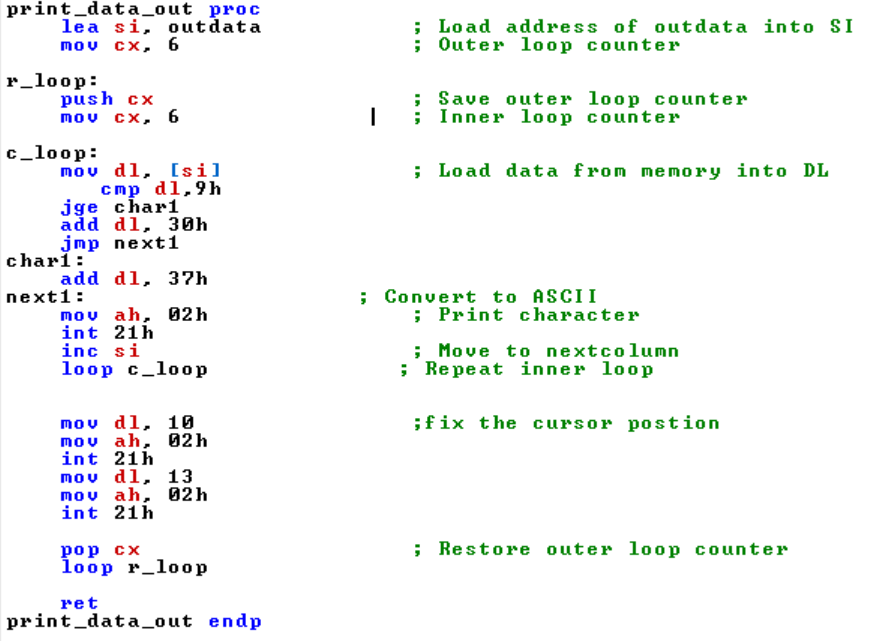 print_data_out proc
    lea si, outdata                 ; Load address of outdata into SI
    mov cx, 6                       ; Outer loop counter
r_loop:
    push cx                         ; Save outer loop counter
    mov cx, 6                       ; Inner loop counter
c_loop:
    mov dl, [si]                    ; Load data from memory into DL
       cmp dl,9h
    jge char1
    add dl, 30h
    jmp next1
char1:
    add dl, 37h
next1:                          ; Convert to ASCII
    mov ah, 02h                     ; Print character
    int 21h
    inc si                          ; Move to nextcolumn
    loop c_loop                    ; Repeat inner loop
    mov dl, 10                      ;fix the cursor postion
    mov ah, 02h
    int 21h
    mov dl, 13
    mov ah, 02h
    int 21h
    pop cx                          ; Restore outer loop counter
    loop r_loop
    ret
print_data_out endp